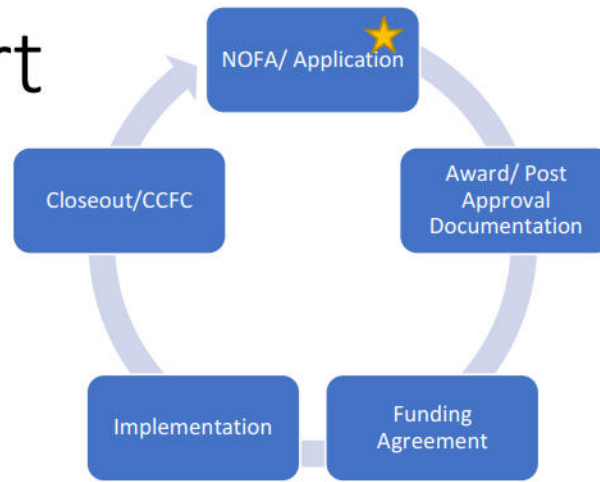 rt
NOFA/ Application
Award/ Post
Approval
Documentation
Funding
Agreement
Implementation
Closeout/CCFC